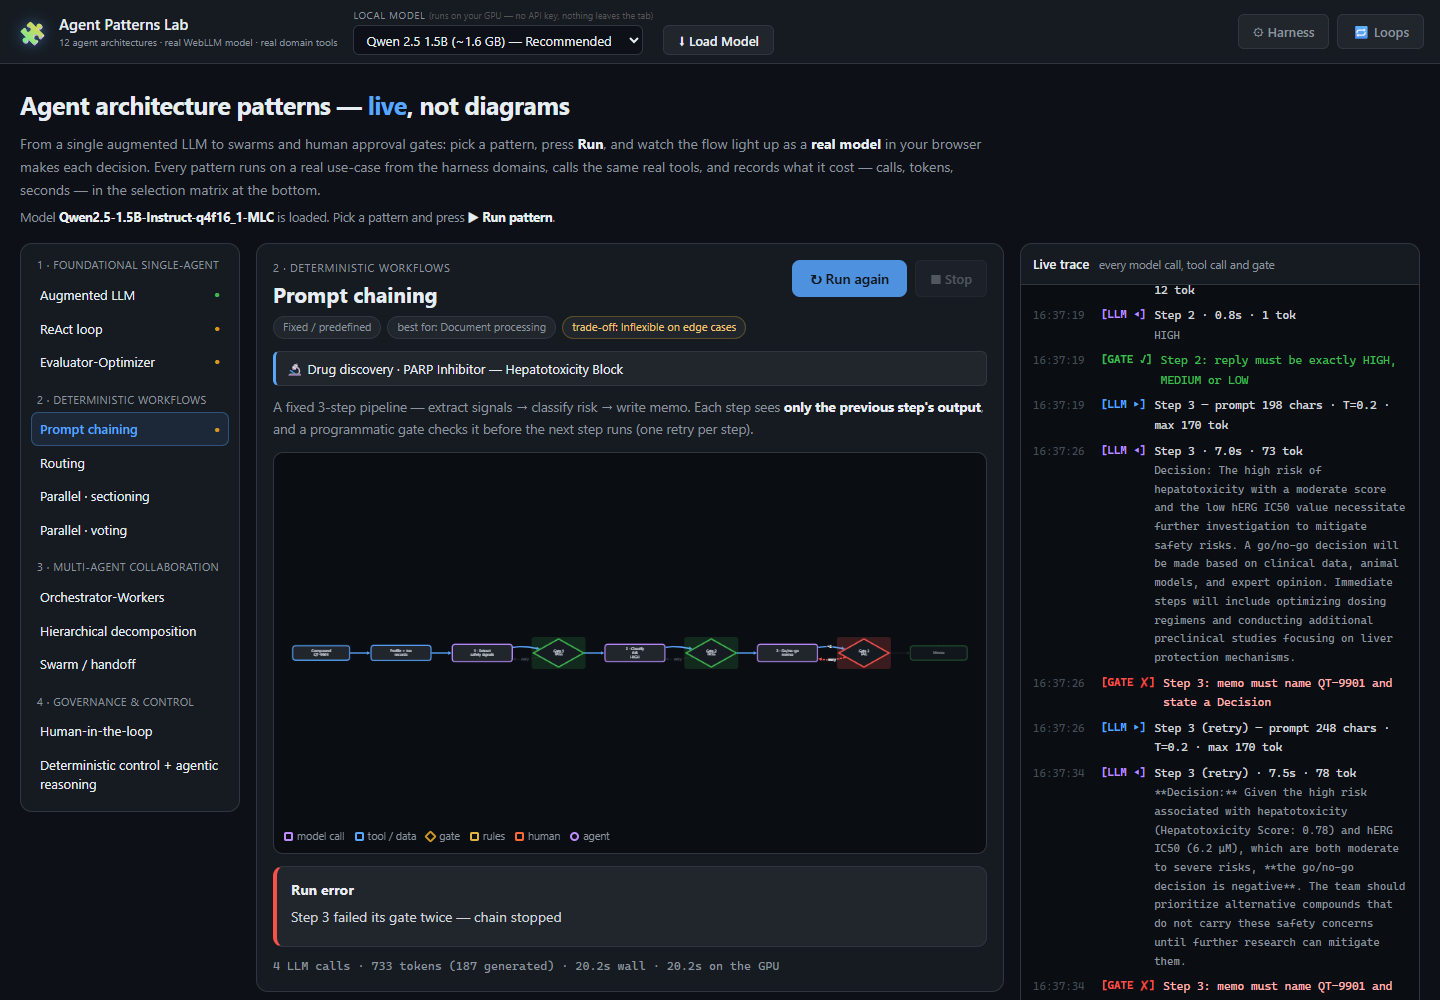 Agent Patterns Lab
12 agent architectures · real WebLLM model · real domain tools
LOCAL MODEL (runs on your GPU — no API key, nothing leaves the tab)
Qwen 2.5 1.5B (~1.6 GB) — Recommended
⬇ Load Model
⚙ Harness
🔁 Loops
Agent architecture patterns — live, not diagrams
From a single augmented LLM to swarms and human approval gates: pick a pattern, press Run, and watch the flow light up as a real model in your browser
makes each decision. Every pattern runs on a real use-case from the harness domains, calls the same real tools, and records what it cost — calls, tokens,
seconds — in the selection matrix at the bottom.
Model Qwen2.5-1.5B-Instruct-q4f16_1-MLC is loaded. Pick a pattern and press ▶ Run pattern.
1 · FOUNDATIONAL SINGLE-AGENT
Augmented LLM
ReAct loop
Evaluator-Optimizer
2 · DETERMINISTIC WORKFLOWS
Prompt chaining
Routing
Parallel · sectioning
Parallel · voting
3 · MULTI-AGENT COLLABORATION
Orchestrator-Workers
Hierarchical decomposition
Swarm / handoff
4 · GOVERNANCE & CONTROL
Human-in-the-loop
Deterministic control + agentic
reasoning
2 · DETERMINISTIC WORKFLOWS
Prompt chaining
↻ Run again
■ Stop
Fixed / predefined
best for: Document processing
trade-off: Inflexible on edge cases
🔬 Drug discovery · PARP Inhibitor — Hepatotoxicity Block
A fixed 3-step pipeline — extract signals → classify risk → write memo. Each step sees only the previous step's output,
and a programmatic gate checks it before the next step runs (one retry per step).
model call
tool / data
gate
rules
human
agent
Run error
Step 3 failed its gate twice — chain stopped
4 LLM calls · 733 tokens (187 generated) · 20.2s wall · 20.2s on the GPU
Live trace every model call, tool call and gate
12 tok
16:37:19 [LLM ◂] Step 2 · 0.8s · 1 tok
HIGH
16:37:19 [GATE ✓] Step 2: reply must be exactly HIGH,
MEDIUM or LOW
16:37:19 [LLM ▸] Step 3 — prompt 198 chars · T=0.2 ·
max 170 tok
16:37:26 [LLM ◂] Step 3 · 7.0s · 73 tok
Decision: The high risk of
hepatotoxicity with a moderate score
and the low hERG IC50 value necessitate
further investigation to mitigate
safety risks. A go/no-go decision will
be made based on clinical data, animal
models, and expert opinion. Immediate
steps will include optimizing dosing
regimens and conducting additional
preclinical studies focusing on liver
protection mechanisms.
16:37:26 [GATE ✗] Step 3: memo must name QT-9901 and
state a Decision
16:37:26 [LLM ▸] Step 3 (retry) — prompt 248 chars ·
T=0.2 · max 170 tok
16:37:34 [LLM ◂] Step 3 (retry) · 7.5s · 78 tok
**Decision:** Given the high risk
associated with hepatotoxicity
(Hepatotoxicity Score: 0.78) and hERG
IC50 (6.2 μM), which are both moderate
to severe risks, **the go/no-go
decision is negative**. The team should
prioritize alternative compounds that
do not carry these safety concerns
until further research can mitigate
them.
16:37:34 [GATE ✗] Step 3: memo must name QT-9901 and